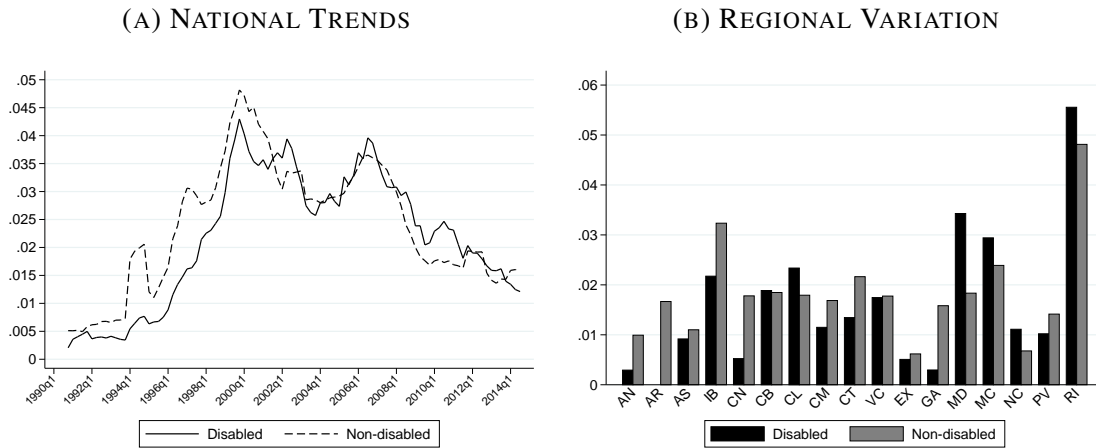 (A) NATIONAL TRENDS
.05
.045
.04
.035
.03
.025
.02
.015
.01
.005
0
1990q1
1992q1
1994q1
1996q1
1998q1
2000q1
2002q1
2004q1
2006q1
2008q1
2010q1
2012q1
2014q1
Disabled
Non-disabled
(B) REGIONAL VARIATION
.06
.05
.04
.03
.02
.01
0
AN
AR
AS
IB
CN
CB
CL
CM
CT
VC
EX
GA
MD
MC
NC
PV
RI
Disabled
Non-disabled